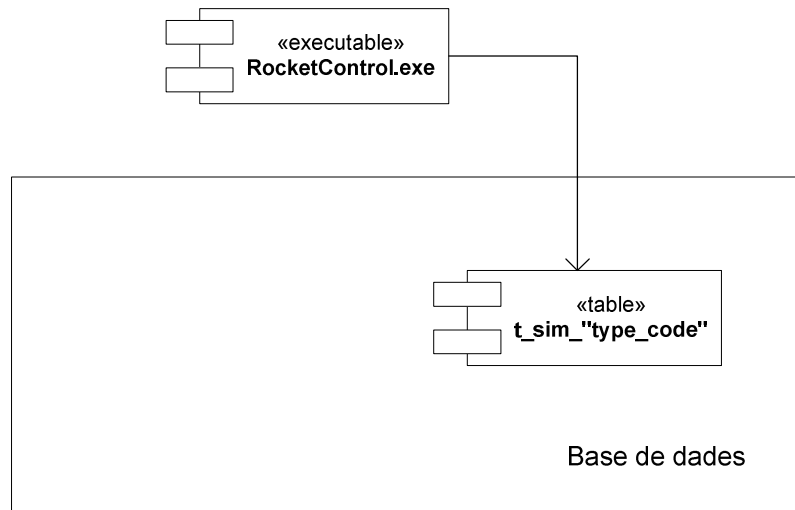 «executable»
RocketControl.exe
«table»
t_sim_"type_code"
Base de dades